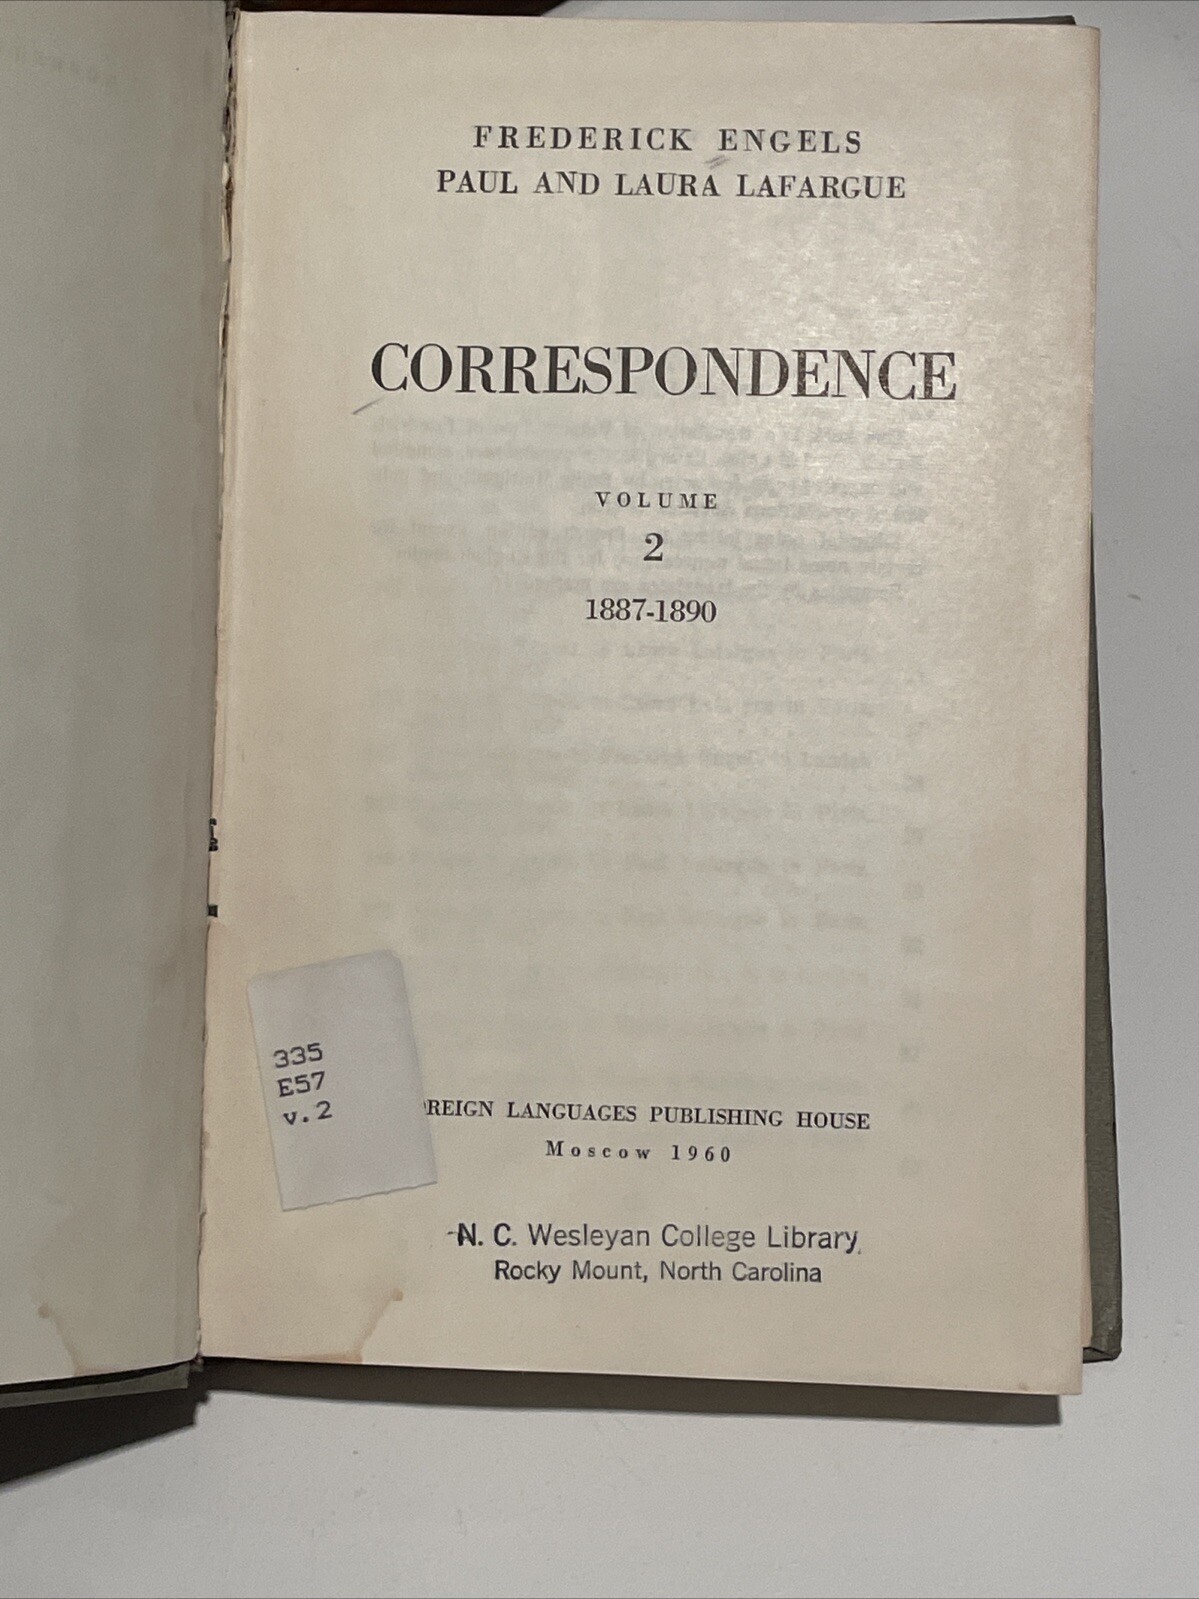 FREDERICK ENGELS
PAUL AND LAURA LAFARGUE
CORRESPONDENCE
VOLUME
2
1887-1890
335
E57
v.2
REIGN LANGUAGES PUBLISHING HOUSE
Moscow 1960
N. C. Wesleyan College Library
Rocky Mount, North Carolina